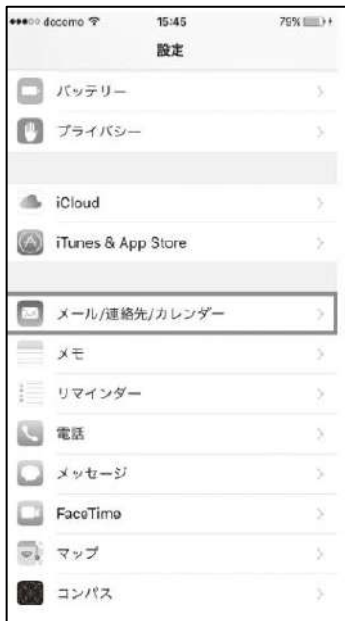 docomo 15:45 79%
設定
バッテリー
プライバシー
iCloud
iTunes & App Store
メール/連絡先/カレンダー
メモ
リマインダー
電話
メッセージ
FaceTime
マップ
コンパス